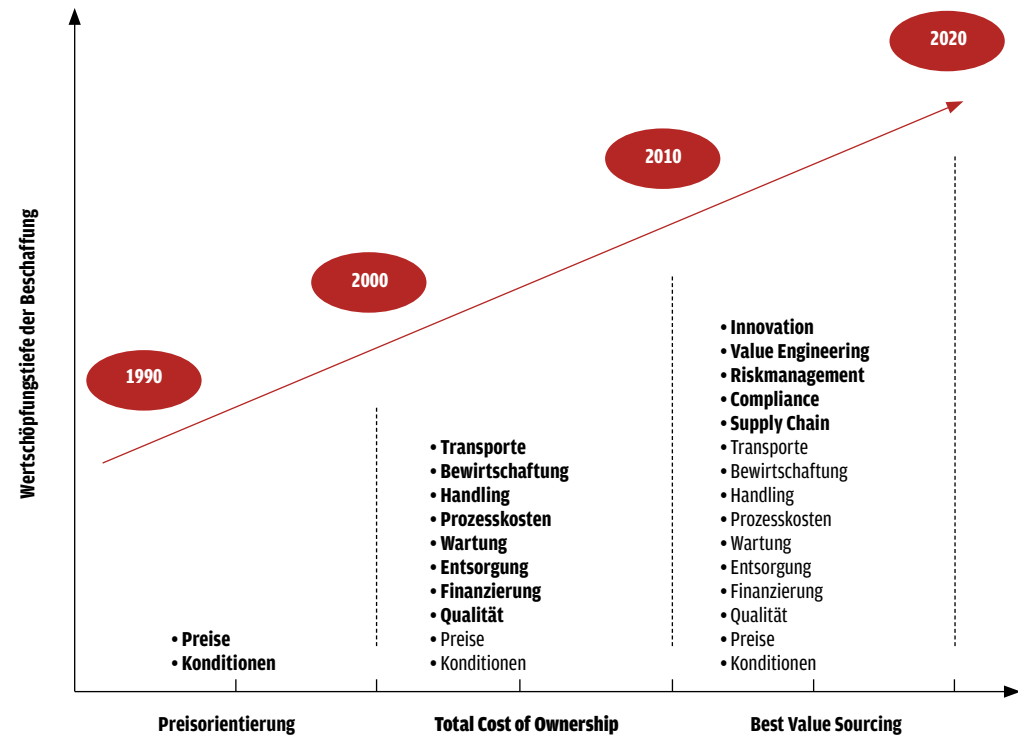 2020
2010
2000
1990
Wertschöpfungstiefe der Beschaffung
• Preise
• Konditionen
• Transporte
• Bewirtschaftung
• Handling
• Prozesskosten
• Wartung
• Entsorgung
• Finanzierung
• Qualität
• Preise
• Konditionen
• Innovation
• Value Engineering
• Riskmanagement
• Compliance
• Supply Chain
• Transporte
• Bewirtschaftung
• Handling
• Prozesskosten
• Wartung
• Entsorgung
• Finanzierung
• Qualität
• Preise
• Konditionen
Preisorientierung
Total Cost of Ownership
Best Value Sourcing